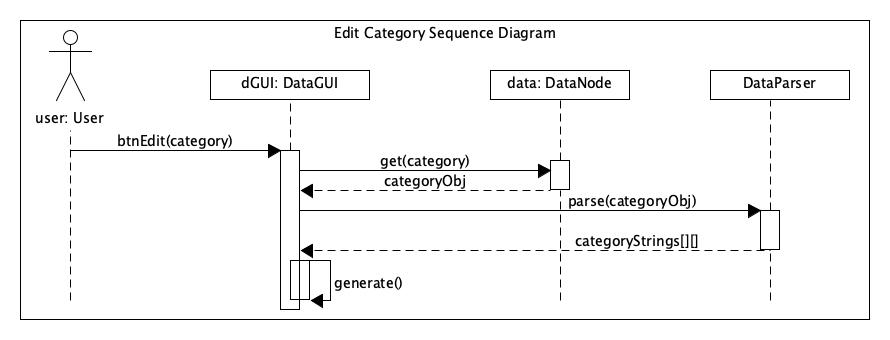 Edit Category Sequence Diagram
dGUI: DataGUI
data: DataNode
DataParser
user: User
btnEdit(category)
get(category)
categoryObj
parse(categoryObj)
categoryStrings[][]
generate()